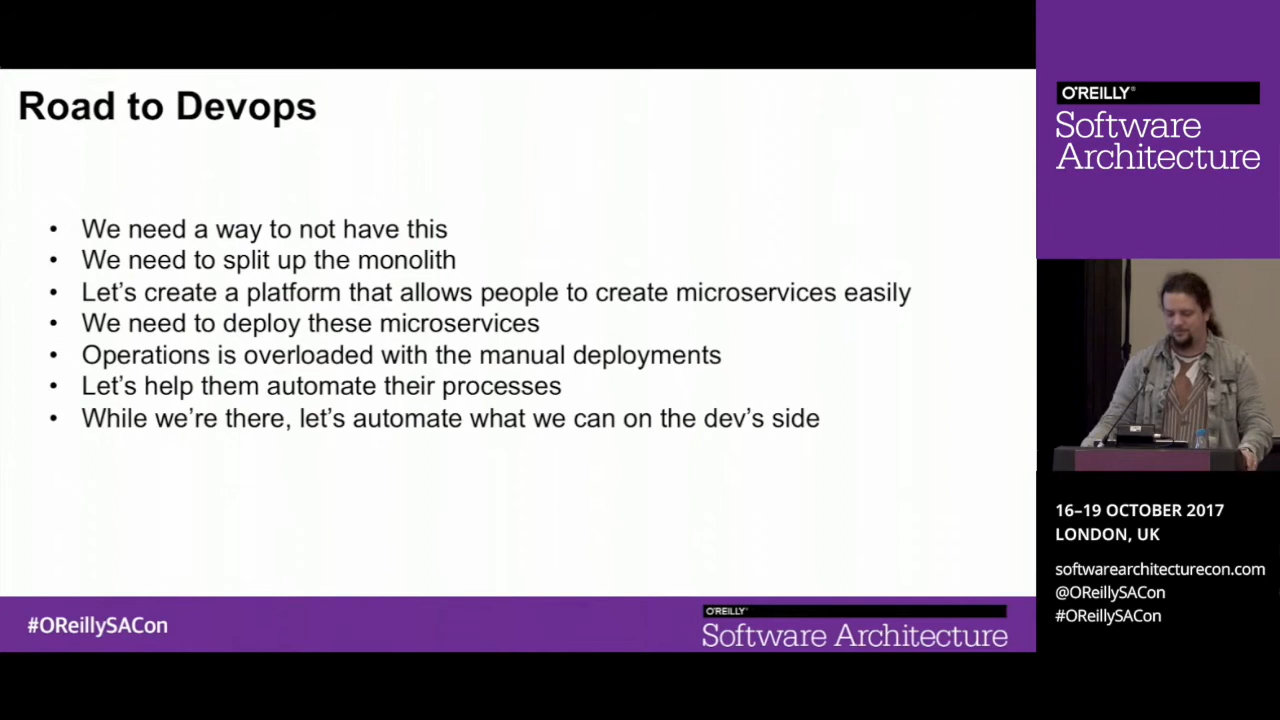 Road to Devops
• We need a way to not have this
• We need to split up the monolith
• Let's create a platform that allows people to create microservices easily
• We need to deploy these microservices
• Operations is overloaded with the manual deployments
• Let's help them automate their processes
• While we're there, let's automate what we can on the dev's side
#OReillySACon
O'REILLY®
Software Architecture
O'REILLY®
Software
Architecture
16–19 OCTOBER 2017
LONDON, UK
softwarearchitecturecon.com
@OReillySACon
#OReillySACon